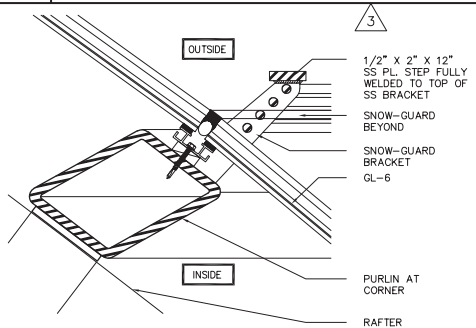 3
OUTSIDE
1/2" X 2" X 12"
SS PL. STEP FULLY
WELDED TO TOP OF
SS BRACKET
SNOW-GUARD
BEYOND
SNOW-GUARD
BRACKET
GL-6
INSIDE
PURLIN AT
CORNER
RAFTER